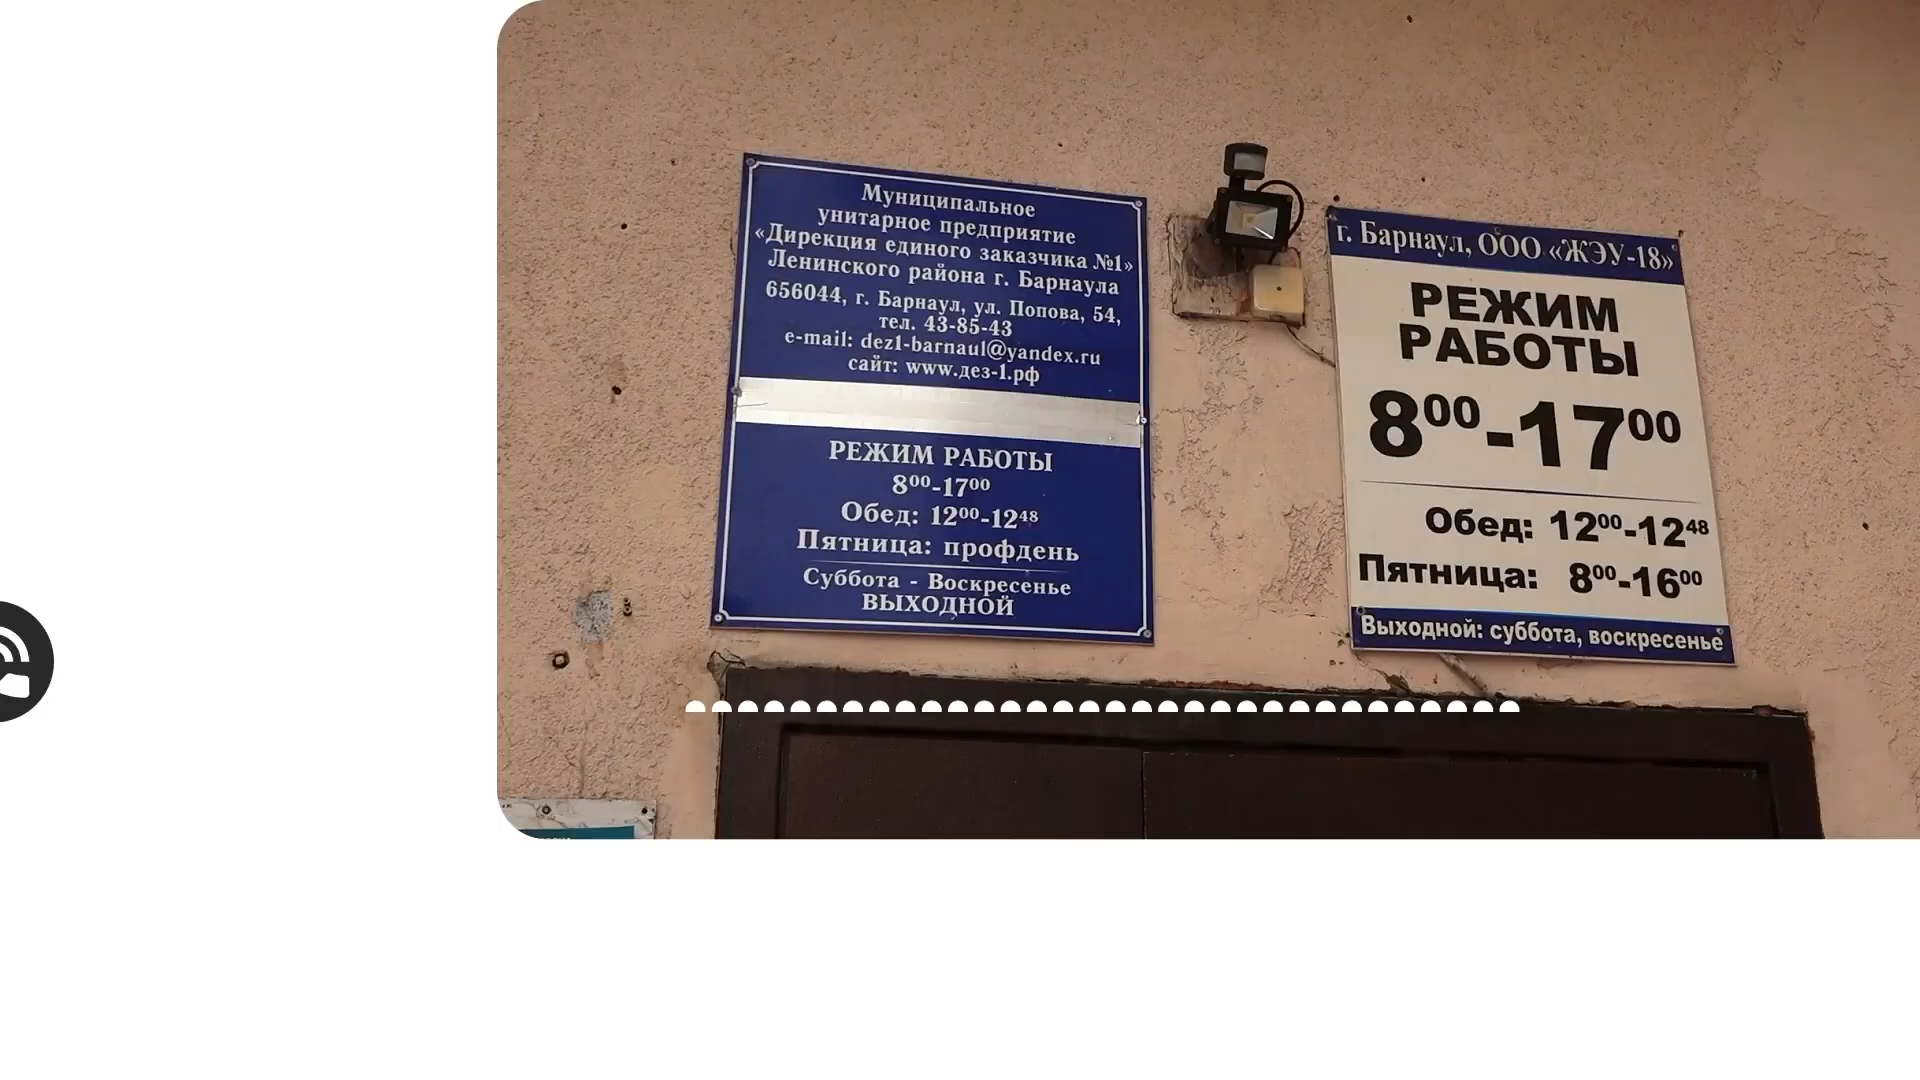 Муниципальное
унитарное предприятие
«Дирекция единого заказчика №1»
Ленинского района г. Барнаула
656044, г. Барнаул, ул. Попова, 54,
тел. 43-85-43
e-mail: dez1-barnaul@yandex.ru
сайт: www.дез-1.рф
РЕЖИМ РАБОТЫ
8⁰⁰-17⁰⁰
Обед: 12⁰⁰-12⁴⁸
Пятница: профдень
Суббота - Воскресенье
ВЫХОДНОЙ
г. Барнаул, ООО «ЖЭУ-18»
РЕЖИМ
РАБОТЫ
8⁰⁰-17⁰⁰
Обед: 12⁰⁰-12⁴⁸
Пятница: 8⁰⁰-16⁰⁰
Выходной: суббота, воскресенье